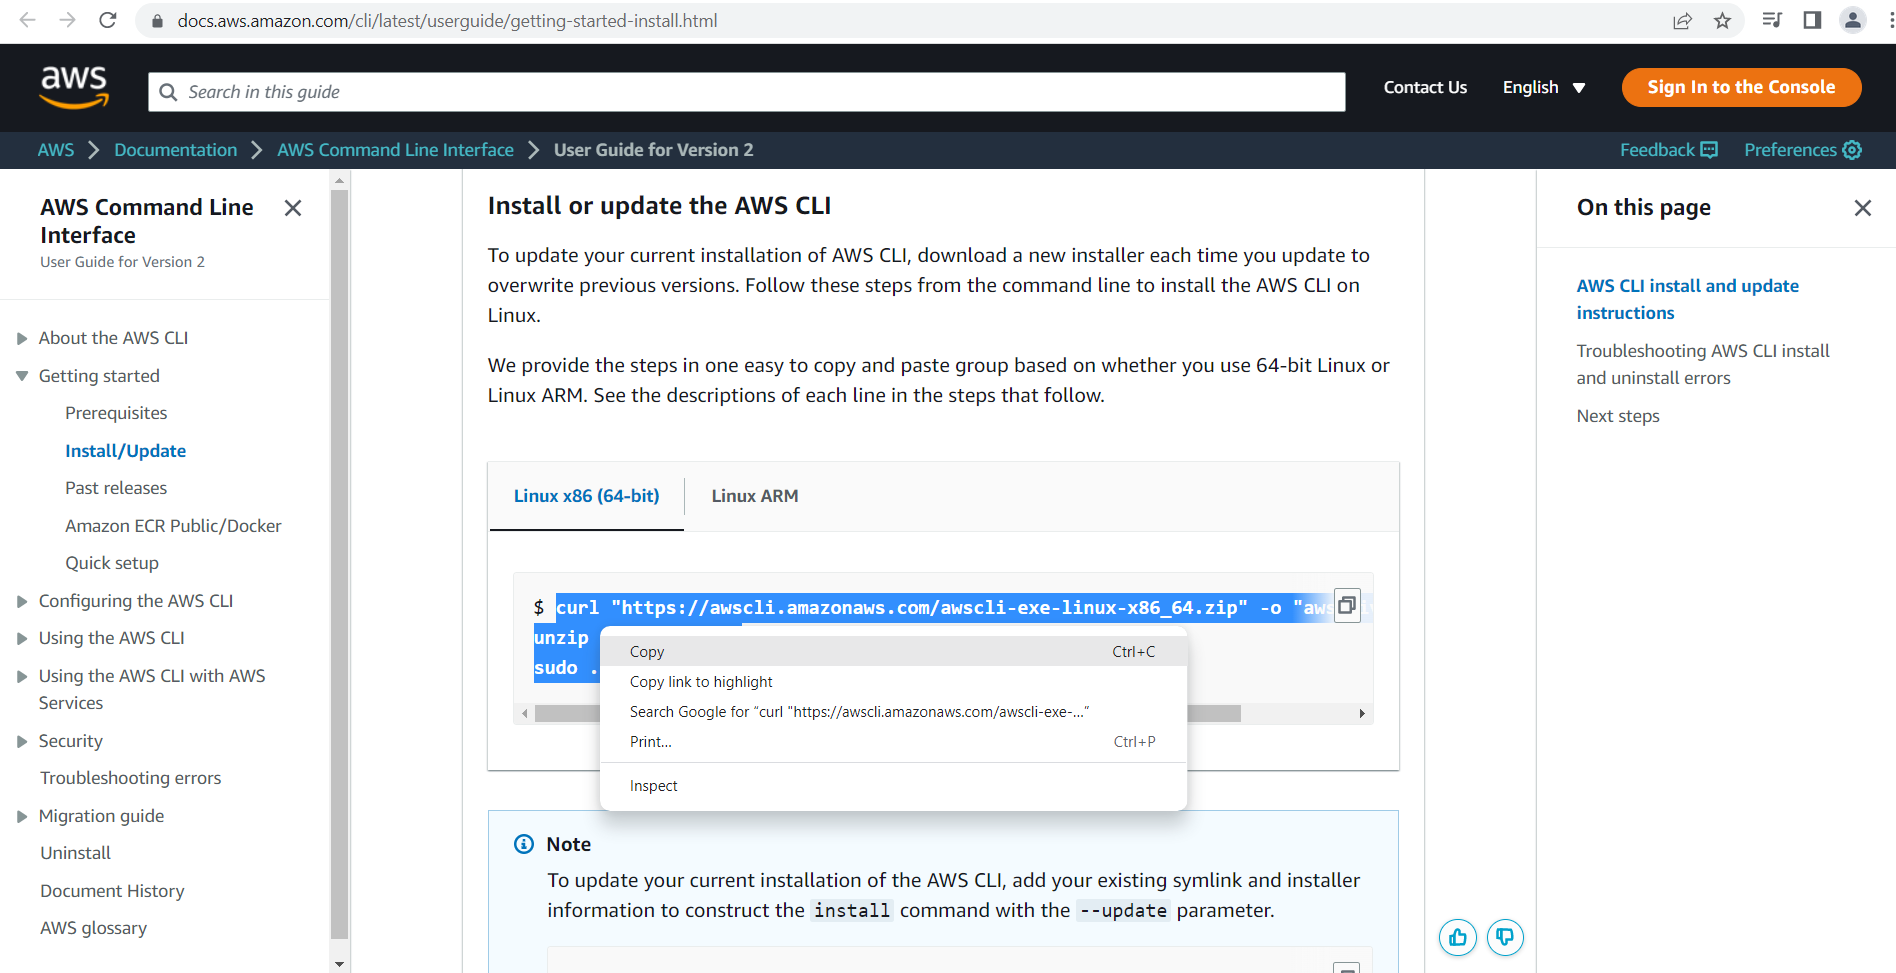 docs.aws.amazon.com/cli/latest/userguide/getting-started-install.html
aws
Search in this guide
Contact Us
English
Sign In to the Console
AWS
Documentation
AWS Command Line Interface
User Guide for Version 2
Feedback
Preferences
AWS Command Line
Interface
User Guide for Version 2
About the AWS CLI
Getting started
Prerequisites
Install/Update
Past releases
Amazon ECR Public/Docker
Quick setup
Configuring the AWS CLI
Using the AWS CLI
Using the AWS CLI with AWS
Services
Security
Troubleshooting errors
Migration guide
Uninstall
Document History
AWS glossary
Install or update the AWS CLI
To update your current installation of AWS CLI, download a new installer each time you update to
overwrite previous versions. Follow these steps from the command line to install the AWS CLI on
Linux.
We provide the steps in one easy to copy and paste group based on whether you use 64-bit Linux or
Linux ARM. See the descriptions of each line in the steps that follow.
Linux x86 (64-bit)
Linux ARM
$ curl "https://awscli.amazonaws.com/awscli-exe-linux-x86_64.zip" -o "aws
unzip
sudo .
Copy Ctrl+C
Copy link to highlight
Search Google for “curl "https://awscli.amazonaws.com/awscli-exe-...”
Print... Ctrl+P
Inspect
Note
To update your current installation of the AWS CLI, add your existing symlink and installer
information to construct the install command with the --update parameter.
On this page
AWS CLI install and update
instructions
Troubleshooting AWS CLI install
and uninstall errors
Next steps